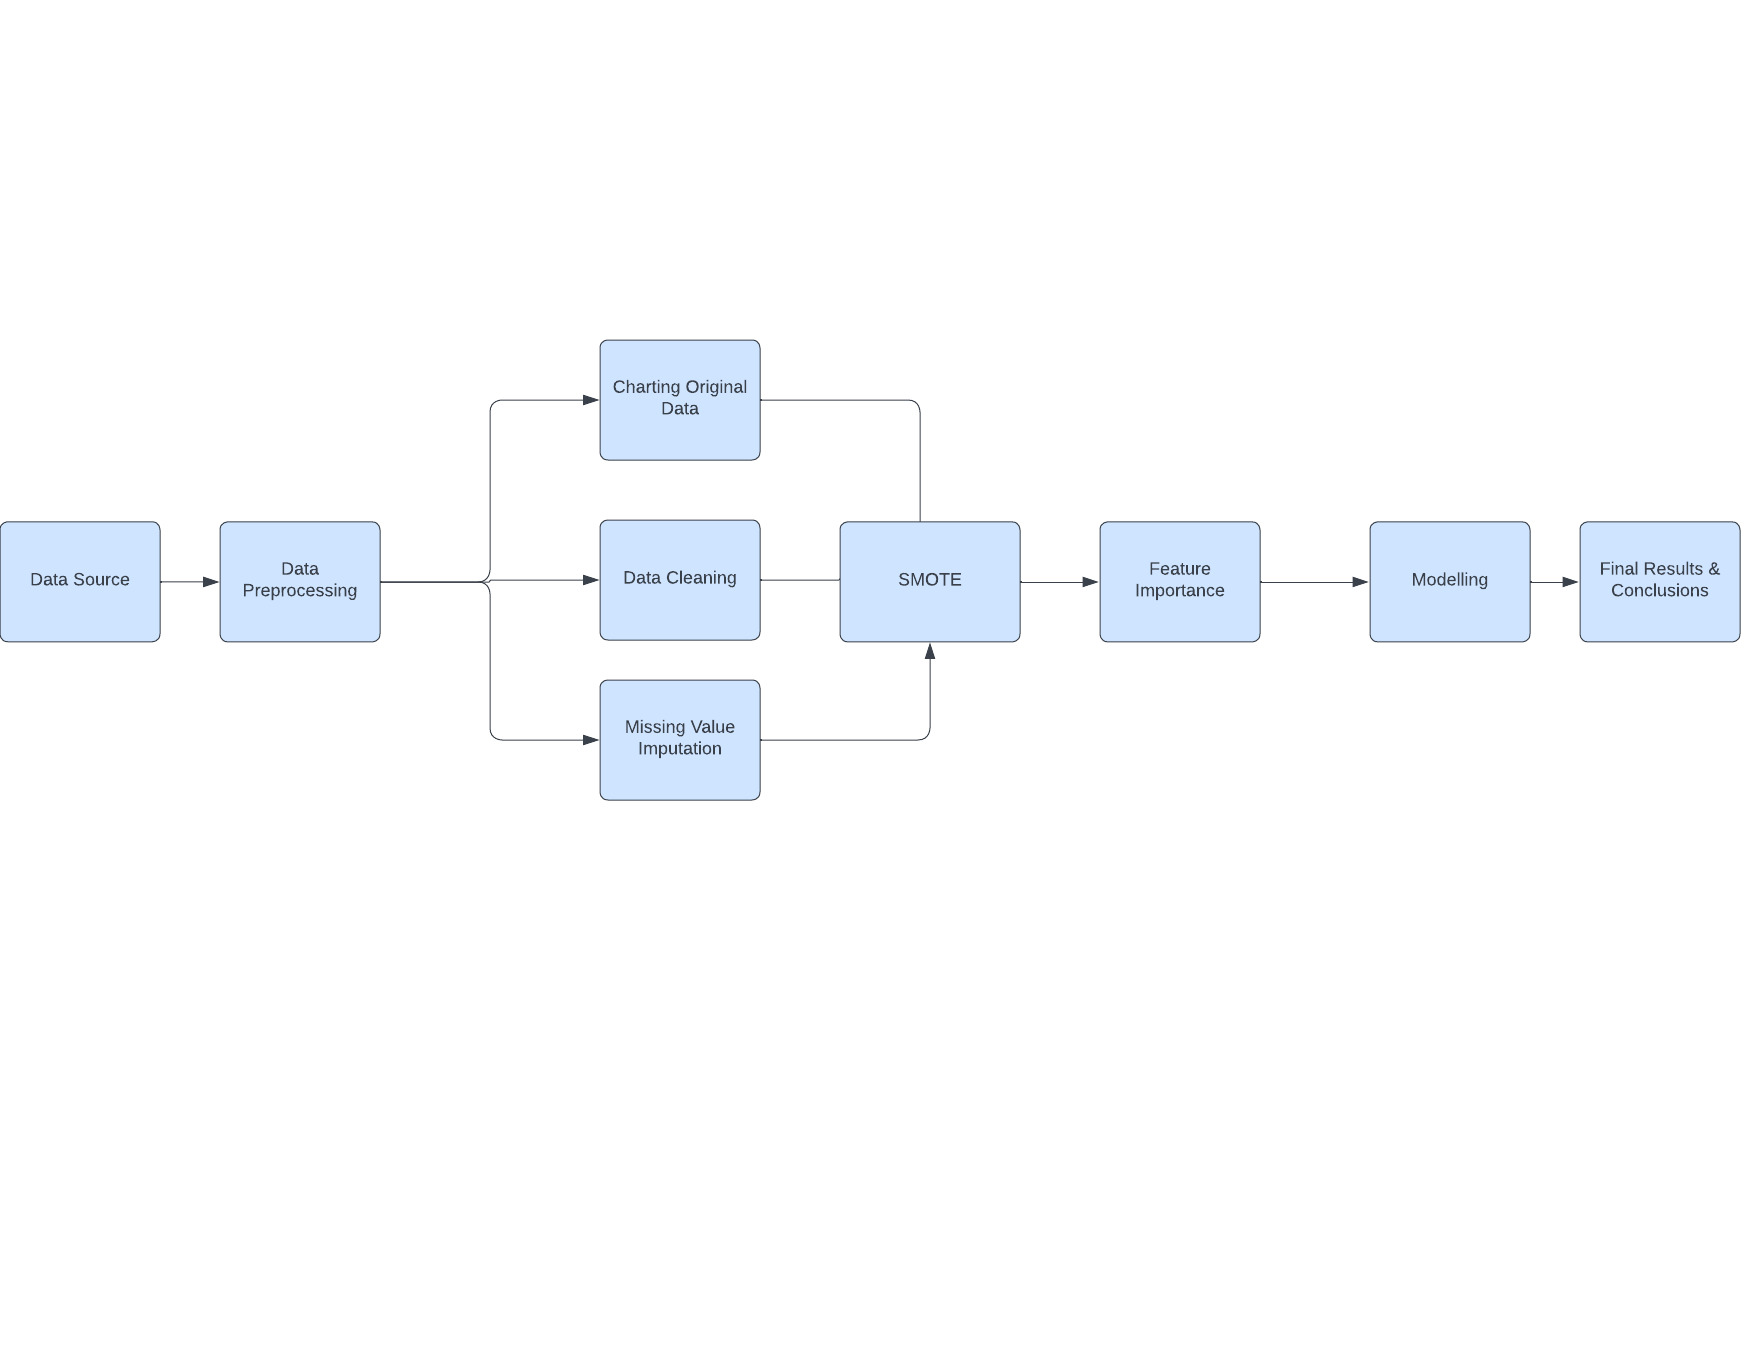 Data Source
Data
Preprocessing
Charting Original
Data
Data Cleaning
Missing Value
Imputation
SMOTE
Feature
Importance
Modelling
Final Results &
Conclusions